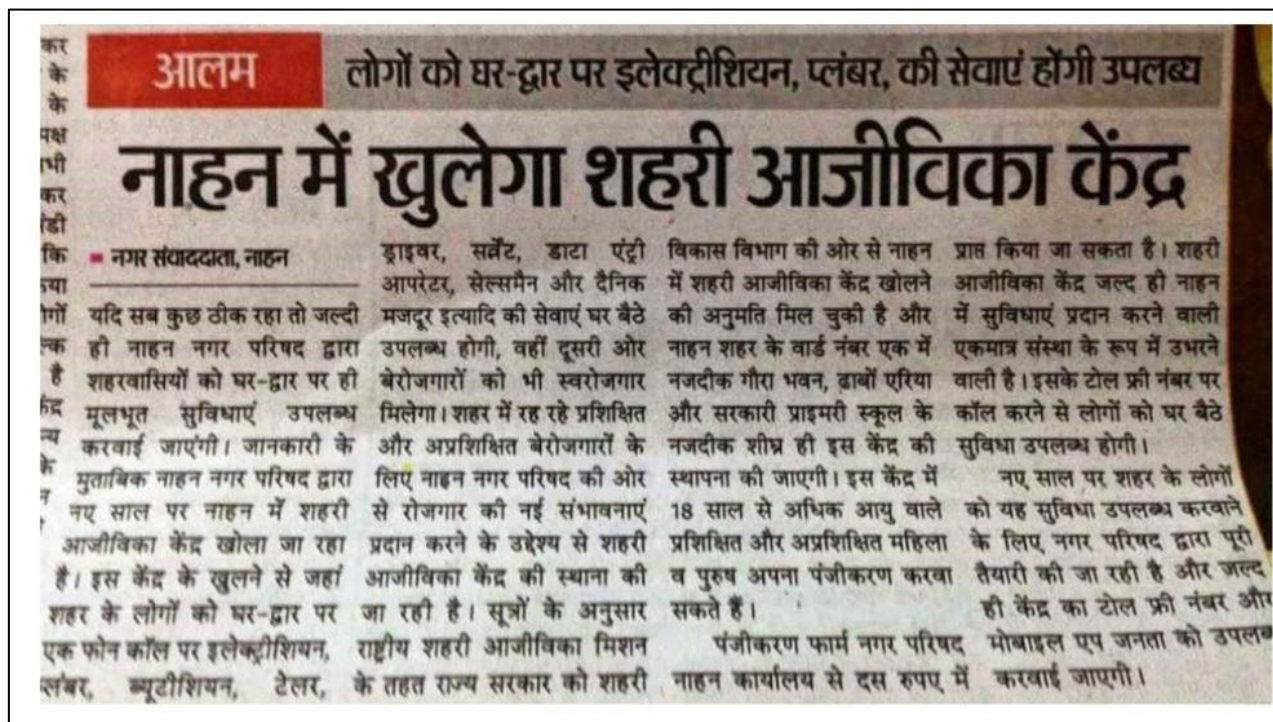 आलम
लोगों को घर-द्वार पर इलेक्ट्रीशियन, प्लंबर, की सेवाएं होंगी उपलब्ध
नाहन में खुलेगा शहरी आजीविका केंद्र
■ नगर संवाददाता, नाहन
यदि सब कुछ ठीक रहा तो जल्दी
ही नाहन नगर परिषद द्वारा
शहरवासियों को घर-द्वार पर ही
मूलभूत सुविधाएं उपलब्ध
करवाई जाएंगी। जानकारी के
मुताबिक नाहन नगर परिषद द्वारा
नए साल पर नाहन में शहरी
आजीविका केंद्र खोला जा रहा
है। इस केंद्र के खुलने से जहां
शहर के लोगों को घर-द्वार पर
एक फोन कॉल पर इलेक्ट्रीशियन,
लंबर, ब्यूटीशियन, टेलर,
ड्राइवर, सर्वेंट, डाटा एंट्री
आपरेटर, सेल्समैन और दैनिक
मजदूर इत्यादि की सेवाएं घर बैठे
उपलब्ध होगी, वहीं दूसरी ओर
बेरोजगारों को भी स्वरोजगार
मिलेगा। शहर में रह रहे प्रशिक्षित
और अप्रशिक्षित बेरोजगारों के
लिए नाहन नगर परिषद की ओर
से रोजगार की नई संभावनाएं
प्रदान करने के उद्देश्य से शहरी
आजीविका केंद्र की स्थाना की
जा रही है। सूत्रों के अनुसार
राष्ट्रीय शहरी आजीविका मिशन
के तहत राज्य सरकार को शहरी
विकास विभाग की ओर से नाहन
में शहरी आजीविका केंद्र खोलने
की अनुमति मिल चुकी है और
नाहन शहर के वार्ड नंबर एक में
नजदीक गौरा भवन, ढाबों एरिया
और सरकारी प्राइमरी स्कूल के
नजदीक शीघ्र ही इस केंद्र की
स्थापना की जाएगी। इस केंद्र में
18 साल से अधिक आयु वाले
प्रशिक्षित और अप्रशिक्षित महिला
व पुरुष अपना पंजीकरण करवा
सकते हैं।
पंजीकरण फार्म नगर परिषद
नाहन कार्यालय से दस रुपए में
प्राप्त किया जा सकता है। शहरी
आजीविका केंद्र जल्द ही नाहन
में सुविधाएं प्रदान करने वाली
एकमात्र संस्था के रूप में उभरने
वाली है। इसके टोल फ्री नंबर पर
कॉल करने से लोगों को घर बैठे
सुविधा उपलब्ध होगी।
नए साल पर शहर के लोगों
को यह सुविधा उपलब्ध करवाने
के लिए नगर परिषद द्वारा पूरी
तैयारी की जा रही है और जल्द
ही केंद्र का टोल फ्री नंबर और
मोबाइल एप जनता को उपलब
करवाई जाएगी।